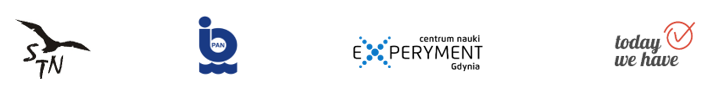 STN
PAN
centrum nauki
EXPERYMENT
Gdynia
today
we have